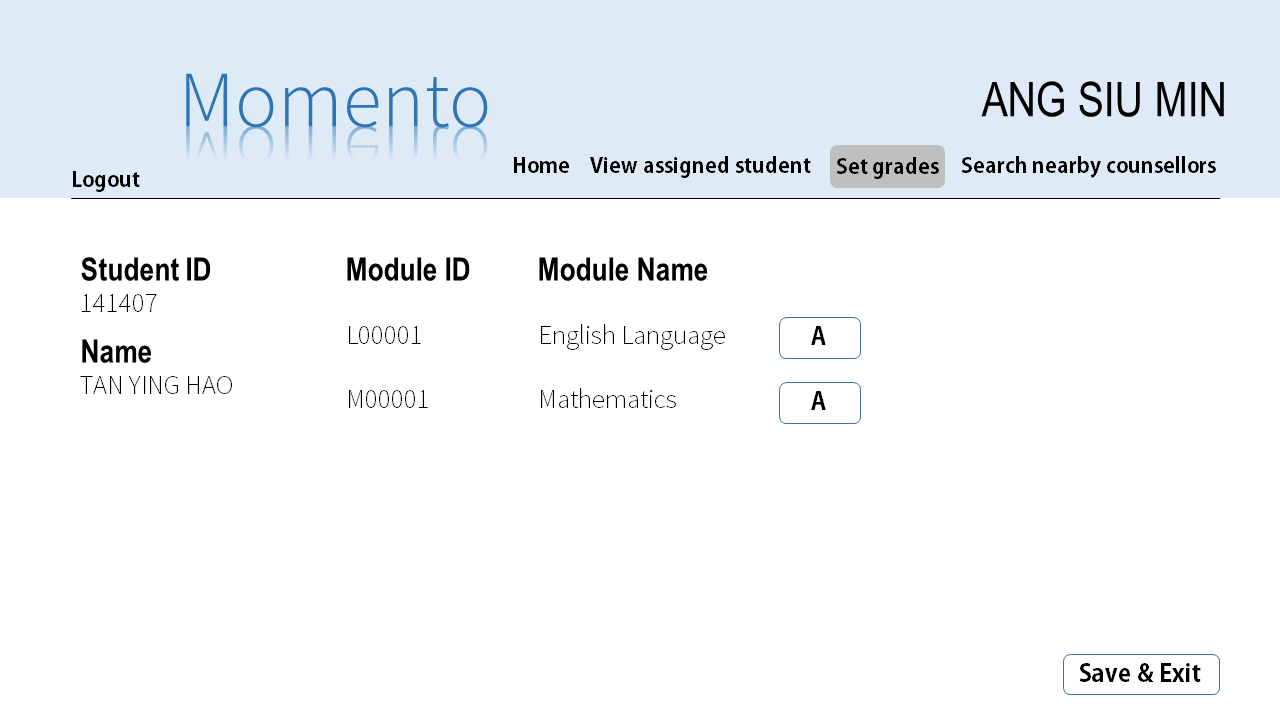 Momento
ANG SIU MIN
Logout
Home View assigned student Set grades Search nearby counsellors
Student ID Module ID Module Name
141407
L00001 English Language A
Name
TAN YING HAO
M00001 Mathematics A
Save & Exit